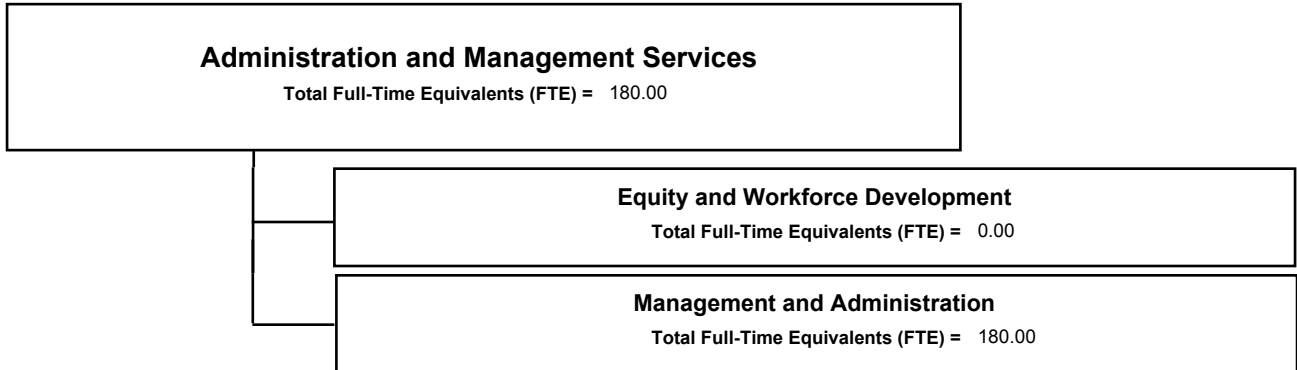 Administration and Management Services
Total Full-Time Equivalents (FTE) = 180.00
Equity and Workforce Development
Total Full-Time Equivalents (FTE) = 0.00
Management and Administration
Total Full-Time Equivalents (FTE) = 180.00